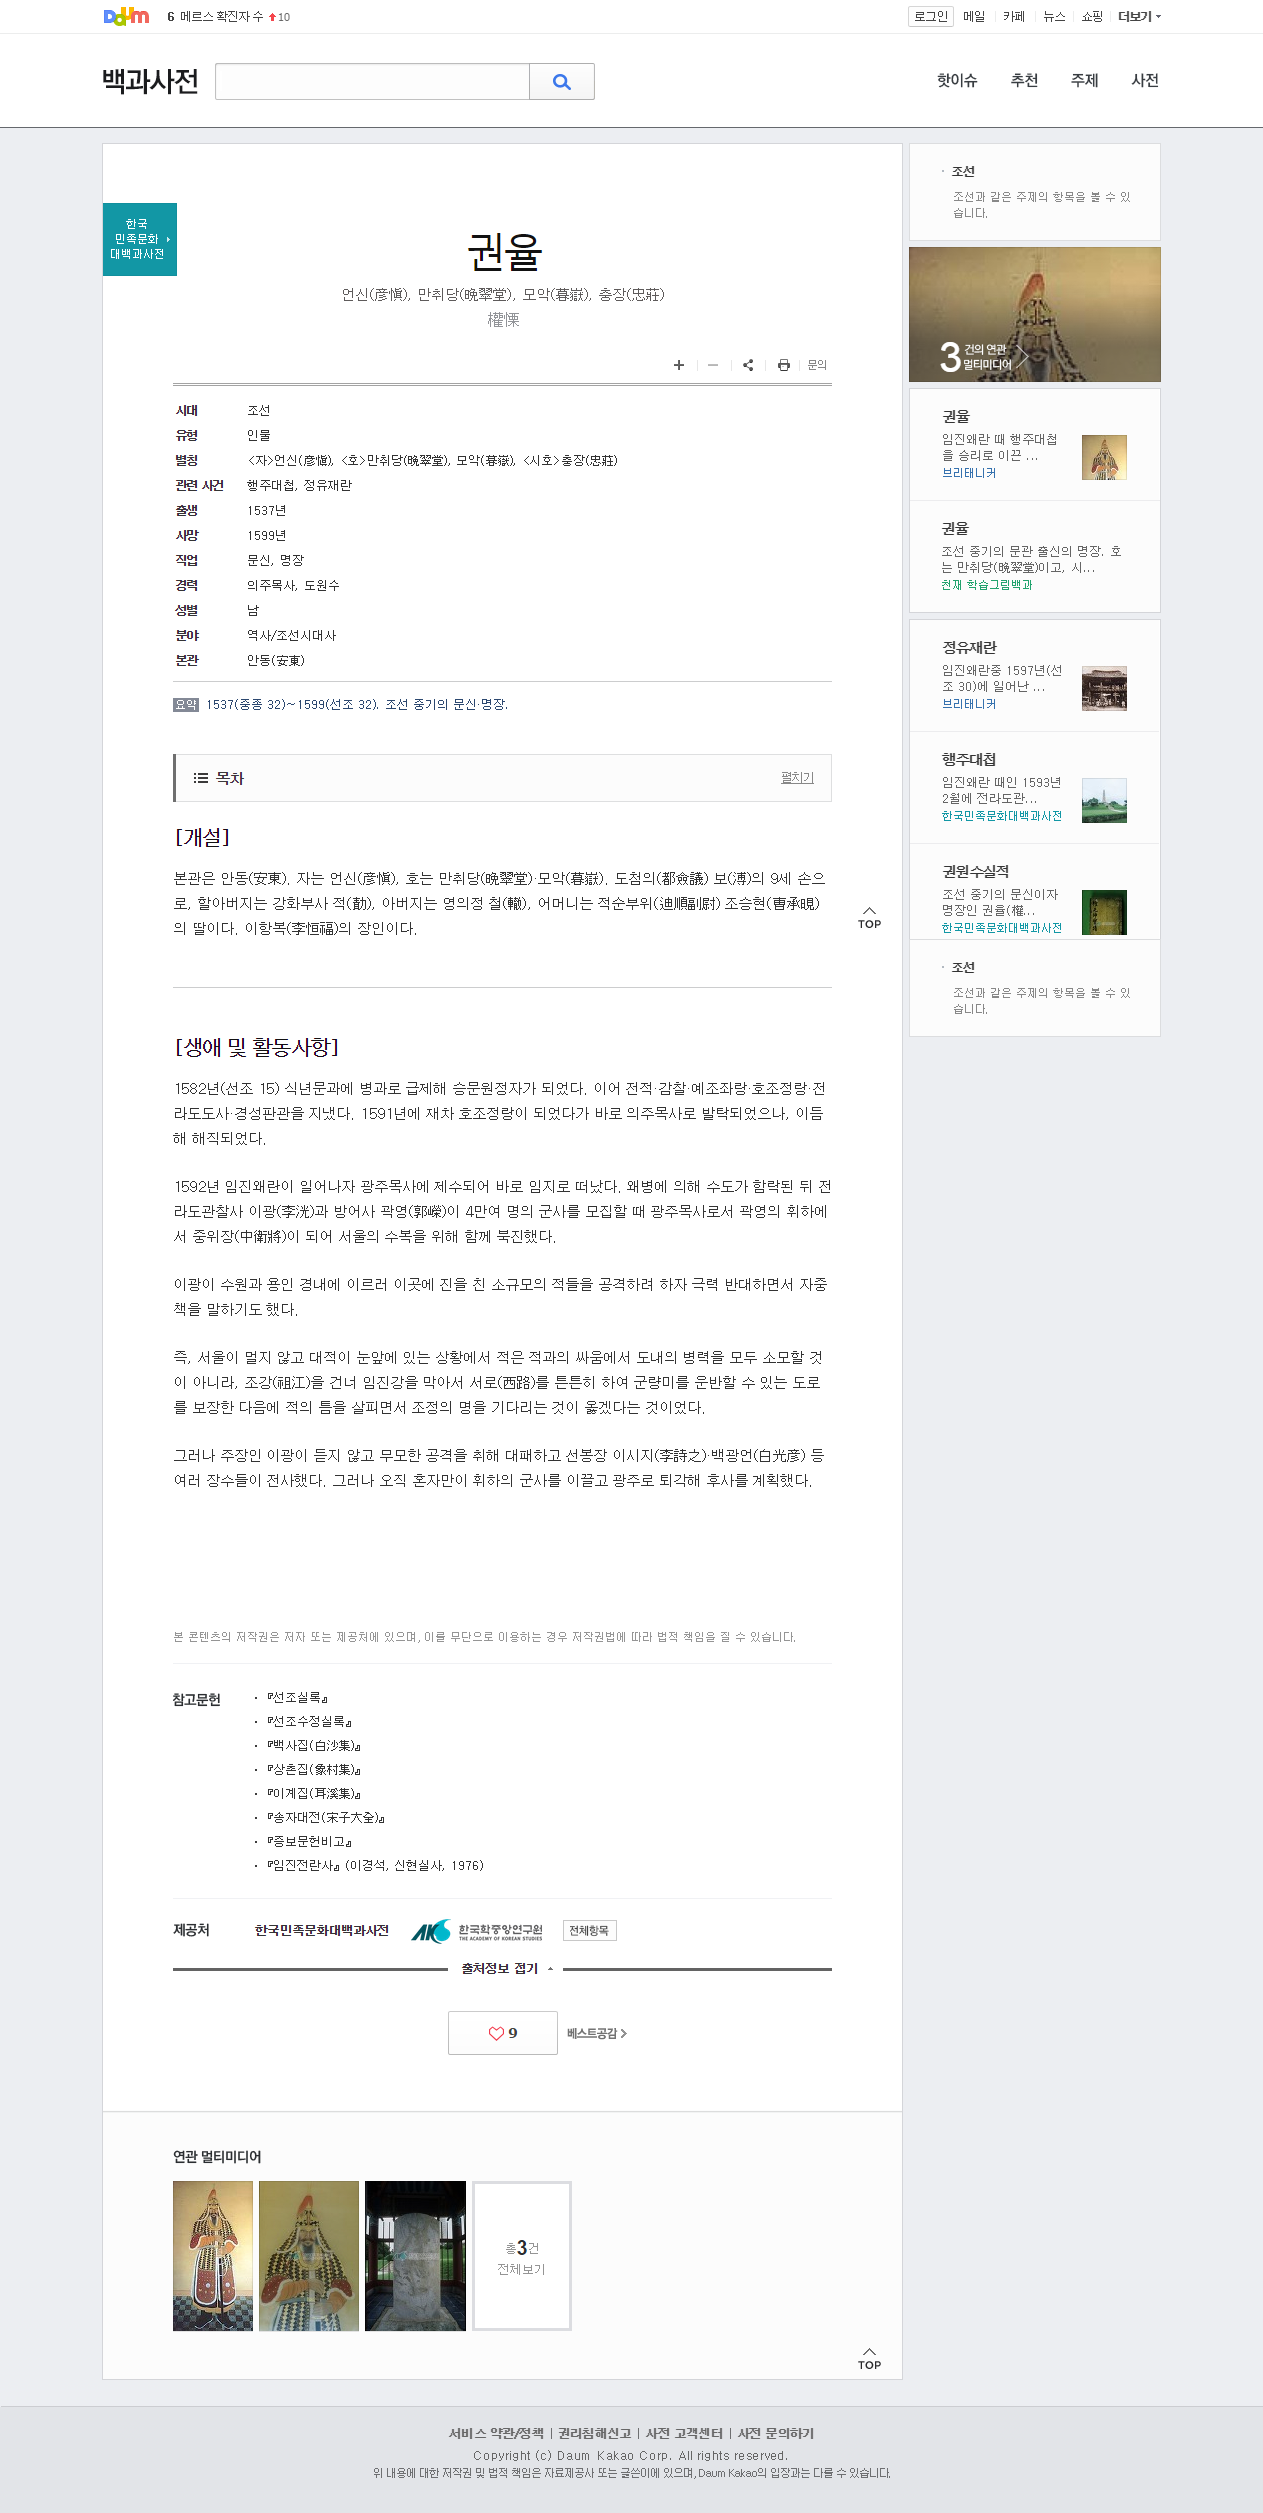 Daum
6 메르스 확진자 수 10
로그인 메일 카페 뉴스 쇼핑 더보기
백과사전
핫이슈 추천 주제 사전
한국
민족문화
대백과사전
권율
언신(彦愼), 만취당(晩翠堂), 모악(暮嶽), 충장(忠莊)
權慄
문의
시대 조선
유형 인물
별칭 <자>언신(彦愼), <호>만취당(晩翠堂), 모악(暮嶽), <시호>충장(忠莊)
관련 사건 행주대첩, 정유재란
출생 1537년
사망 1599년
직업 문신, 명장
경력 의주목사, 도원수
성별 남
분야 역사/조선시대사
본관 안동(安東)
요약 1537(중종 32)~1599(선조 32). 조선 중기의 문신·명장.
목차 펼치기
[개설]
본관은 안동(安東). 자는 언신(彦愼), 호는 만취당(晩翠堂)·모악(暮嶽). 도첨의(都僉議) 보(溥)의 9세 손으
로, 할아버지는 강화부사 적(勣), 아버지는 영의정 철(轍), 어머니는 적순부위(迪順副尉) 조승현(曺承晛)
의 딸이다. 이항복(李恒福)의 장인이다.
TOP
[생애 및 활동사항]
1582년(선조 15) 식년문과에 병과로 급제해 승문원정자가 되었다. 이어 전적·감찰·예조좌랑·호조정랑·전
라도도사·경성판관을 지냈다. 1591년에 재차 호조정랑이 되었다가 바로 의주목사로 발탁되었으나, 이듬
해 해직되었다.
1592년 임진왜란이 일어나자 광주목사에 제수되어 바로 임지로 떠났다. 왜병에 의해 수도가 함락된 뒤 전
라도관찰사 이광(李洸)과 방어사 곽영(郭嶸)이 4만여 명의 군사를 모집할 때 광주목사로서 곽영의 휘하에
서 중위장(中衛將)이 되어 서울의 수복을 위해 함께 북진했다.
이광이 수원과 용인 경내에 이르러 이곳에 진을 친 소규모의 적들을 공격하려 하자 극력 반대하면서 자중
책을 말하기도 했다.
즉, 서울이 멀지 않고 대적이 눈앞에 있는 상황에서 적은 적과의 싸움에서 도내의 병력을 모두 소모할 것
이 아니라, 조강(祖江)을 건너 임진강을 막아서 서로(西路)를 튼튼히 하여 군량미를 운반할 수 있는 도로
를 보장한 다음에 적의 틈을 살피면서 조정의 명을 기다리는 것이 옳겠다는 것이었다.
그러나 주장인 이광이 듣지 않고 무모한 공격을 취해 대패하고 선봉장 이시지(李詩之)·백광언(白光彦) 등
여러 장수들이 전사했다. 그러나 오직 혼자만이 휘하의 군사를 이끌고 광주로 퇴각해 후사를 계획했다.
본 콘텐츠의 저작권은 저자 또는 제공처에 있으며, 이를 무단으로 이용하는 경우 저작권법에 따라 법적 책임을 질 수 있습니다.
참고문헌
· 『선조실록』
· 『선조수정실록』
· 『백사집(白沙集)』
· 『상촌집(象村集)』
· 『이계집(耳溪集)』
· 『송자대전(宋子大全)』
· 『증보문헌비고』
· 『임진전란사』 (이경석, 신현실사, 1976)
제공처 한국민족문화대백과사전 AKS 한국학중앙연구원 THE ACADEMY OF KOREAN STUDIES 전체항목
출처정보 접기
9 베스트공감
연관 멀티미디어
총3건
전체보기
TOP
· 조선
조선과 같은 주제의 항목을 볼 수 있
습니다.
3 건의 연관
멀티미디어
권율
임진왜란 때 행주대첩
을 승리로 이끈 ...
브리태니커
권율
조선 중기의 문관 출신의 명장. 호
는 만취당(晩翠堂)이고, 시...
천재 학습그림백과
정유재란
임진왜란중 1597년(선
조 30)에 일어난 ...
브리태니커
행주대첩
임진왜란 때인 1593년
2월에 전라도관...
한국민족문화대백과사전
권원수실적
조선 중기의 문신이자
명장인 권율(權...
한국민족문화대백과사전
· 조선
조선과 같은 주제의 항목을 볼 수 있
습니다.
서비스 약관/정책 | 권리침해신고 | 사전 고객센터 | 사전 문의하기
Copyright (c) Daum Kakao Corp. All rights reserved.
위 내용에 대한 저작권 및 법적 책임은 자료제공사 또는 글쓴이에 있으며, Daum Kakao의 입장과는 다를 수 있습니다.